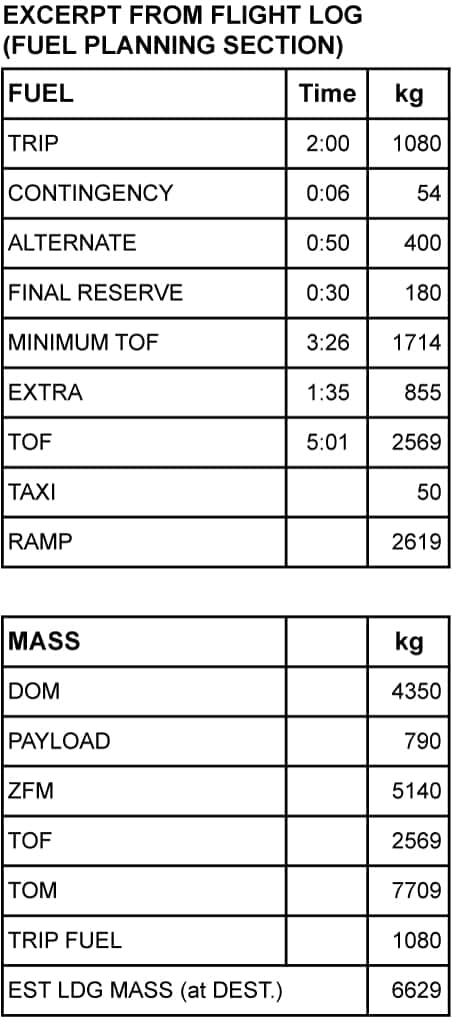 EXCERPT FROM FLIGHT LOG
(FUEL PLANNING SECTION)
FUEL Time kg
TRIP 2:00 1080
CONTINGENCY 0:06 54
ALTERNATE 0:50 400
FINAL RESERVE 0:30 180
MINIMUM TOF 3:26 1714
EXTRA 1:35 855
TOF 5:01 2569
TAXI 50
RAMP 2619
MASS kg
DOM 4350
PAYLOAD 790
ZFM 5140
TOF 2569
TOM 7709
TRIP FUEL 1080
EST LDG MASS (at DEST.) 6629